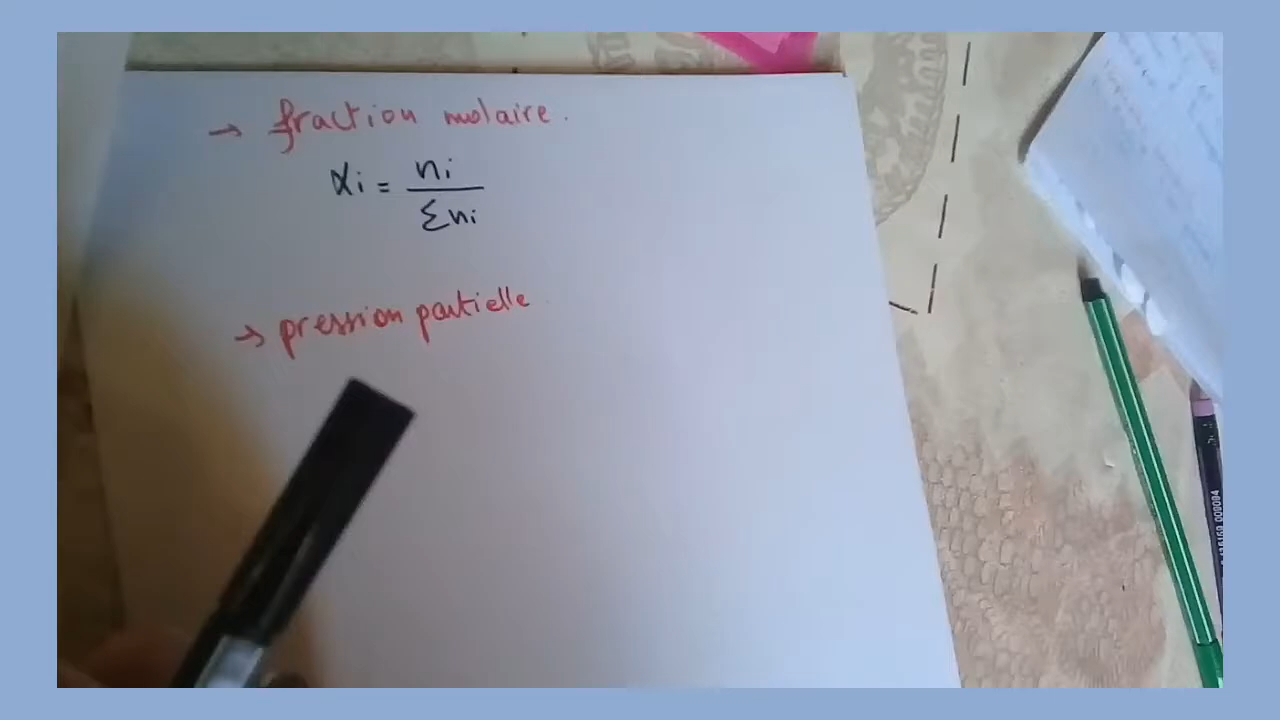 → fraction molaire.
xi = ni / Σni
→ pression partielle